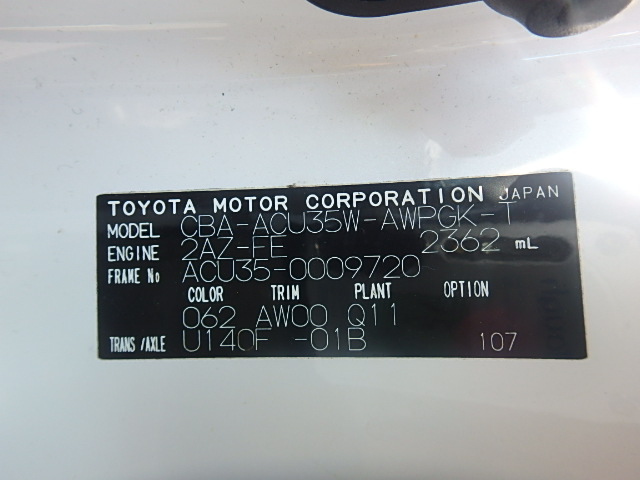 TOYOTA MOTOR CORPORATION JAPAN
MODEL CBA-ACU35W-AWPGK-T
ENGINE 2AZ-FE 2362 mL
FRAME No ACU35-0009720
COLOR TRIM PLANT OPTION
062 AW00 Q11
TRANS/AXLE U140F -01B 107